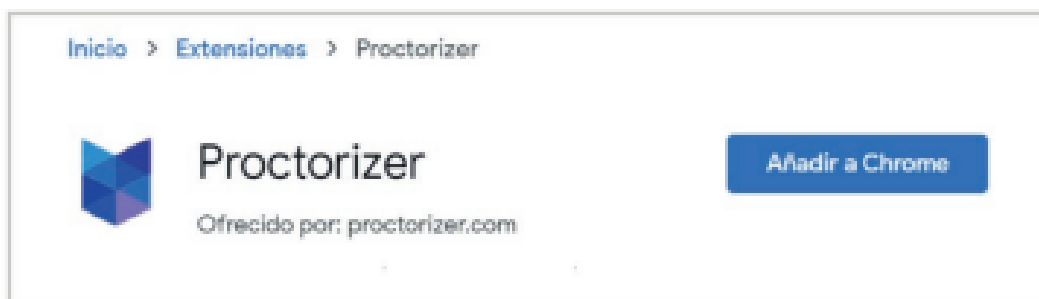 Inicio > Extensiones > Proctorizer
Proctorizer
Añadir a Chrome
Ofrecido por: proctorizer.com